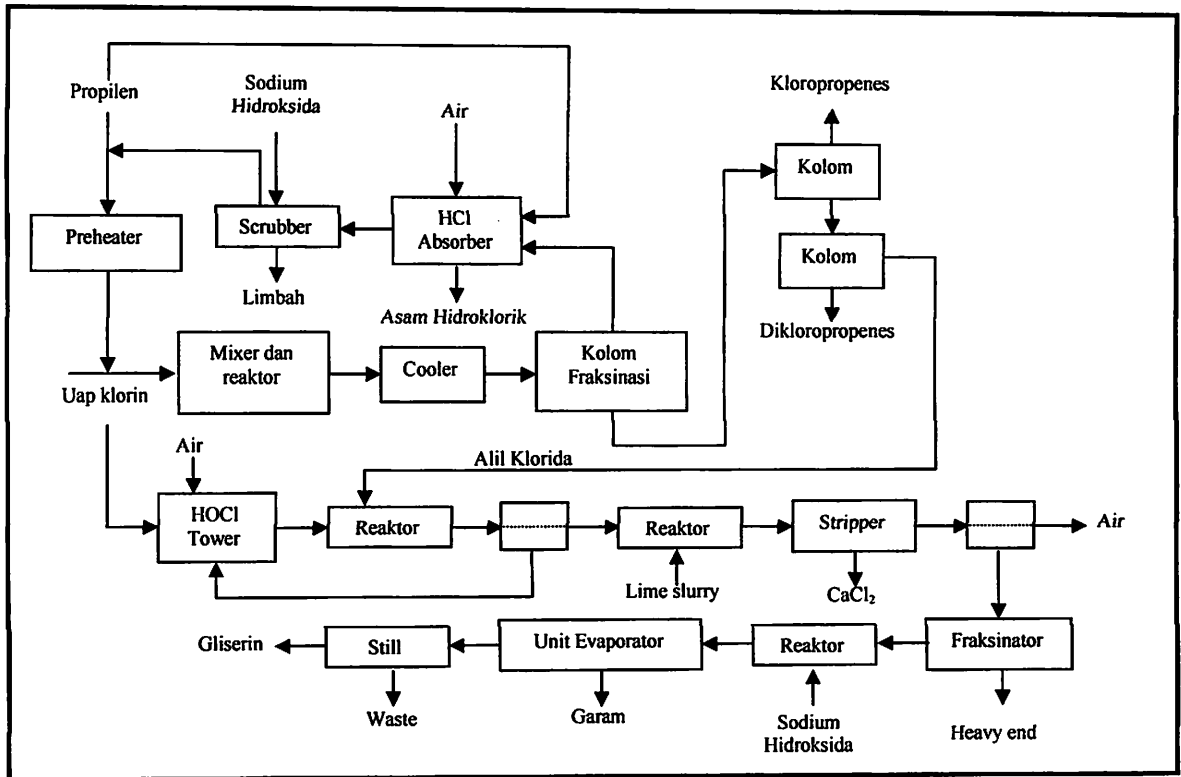 Propilen
Sodium
Hidroksida
Air
Kloropropenes
Kolom
Preheater
Scrubber
HCl
Absorber
Kolom
Limbah
Asam Hidroklorik
Dikloropropenes
Mixer dan
reaktor
Cooler
Kolom
Fraksinasi
Uap klorin
Air
Alil Klorida
HOCl
Tower
Reaktor
Reaktor
Stripper
Air
Lime slurry
CaCl₂
Gliserin
Still
Unit Evaporator
Reaktor
Fraksinator
Waste
Garam
Sodium
Hidroksida
Heavy end